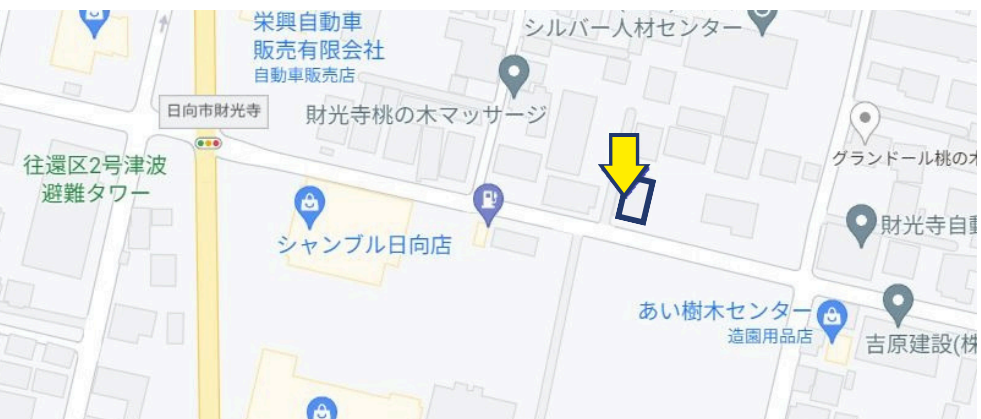 栄興自動車
販売有限会社
自動車販売店
シルバー人材センター
日向市財光寺
財光寺桃の木マッサージ
往還区2号津波
避難タワー
グランドール桃の木
シャンブル日向店
財光寺自動
あい樹木センター
造園用品店
吉原建設(株